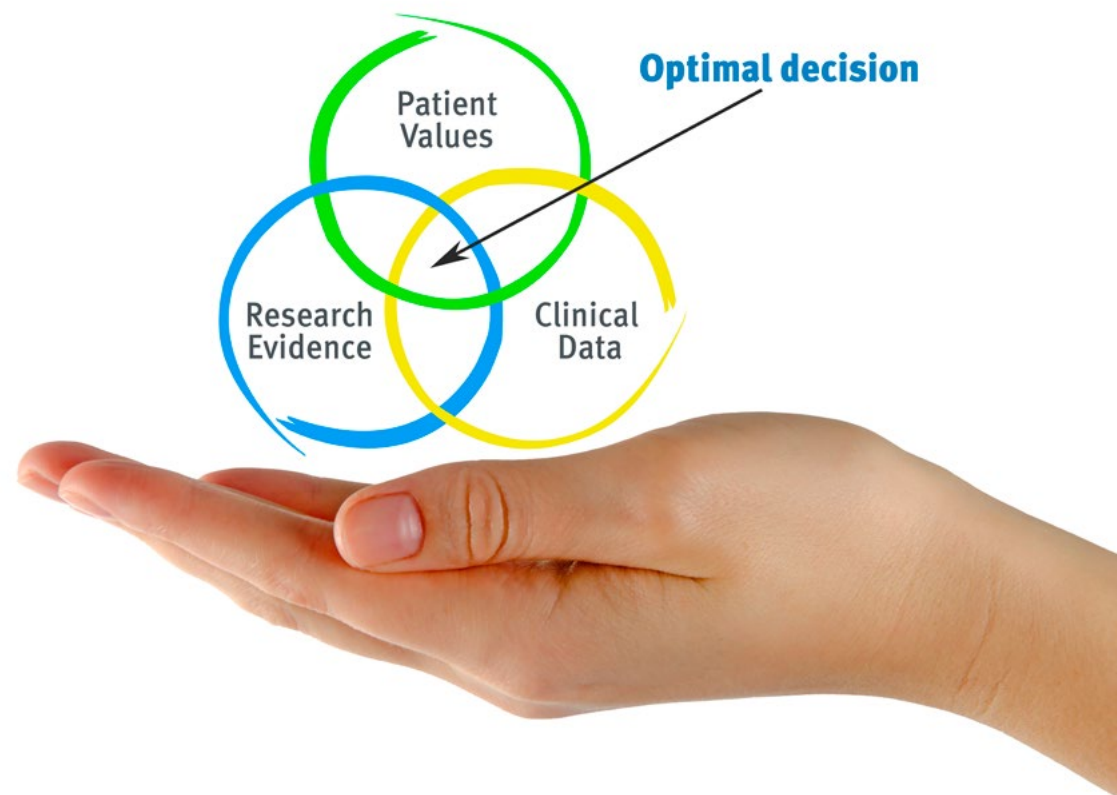 Optimal decision
Patient
Values
Research
Evidence
Clinical
Data